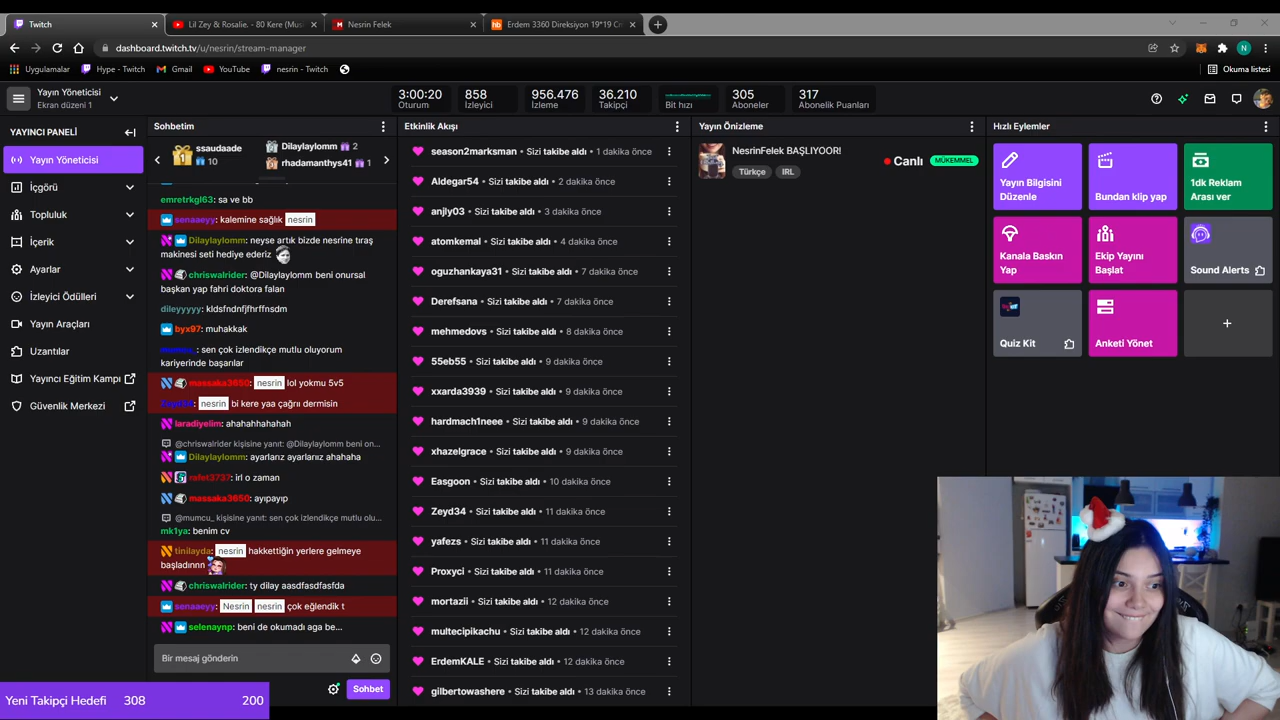 Twitch
Lil Zey & Rosalie. - 80 Kere (Mus
Nesrin Felek
Erdem 3360 Direksiyon 19*19 Cr
dashboard.twitch.tv/u/nesrin/stream-manager
N
Uygulamalar
Hype - Twitch
Gmail
YouTube
nesrin - Twitch
Okuma listesi
Yayın Yöneticisi
Ekran düzeni 1
3:00:20
Oturum
858
İzleyici
956.476
İzleme
36.210
Takipçi
Bit hızı
305
Aboneler
317
Abonelik Puanları
YAYINCI PANELİ
Yayın Yöneticisi
İçgörü
Topluluk
İçerik
Ayarlar
İzleyici Ödülleri
Yayın Araçları
Uzantılar
Yayıncı Eğitim Kampı
Güvenlik Merkezi
Sohbetim
1
ssaudaade
10
Dilaylaylomm 2
rhadamanthys41 1
emretrkgl63: sa ve bb
senaaeyy: kalemine sağlık nesrin
Dilaylaylomm: neyse artık bizde nesrine tıraş
makinesi seti hediye ederiz
chriswalrider: @Dilaylaylomm beni onursal
başkan yap fahri doktora falan
dileyyyyy: kldsfndnfjfhrffnsdm
byx97: muhakkak
mumcu_: sen çok izlendikçe mutlu oluyorum
kariyerinde başarılar
massaka3650: nesrin lol yokmu 5v5
Zeyd34: nesrin bi kere yaa çağrıı dermisin
laradiyelim: ahahahhahahah
@chriswalrider kişisine yanıt: @Dilaylaylomm beni on...
Dilaylaylomm: ayarlarız ayarlarız ahahaha
rafet3737: irl o zaman
massaka3650: ayıpayıp
@mumcu_ kişisine yanıt: sen çok izlendikçe mutlu olu...
mk1ya: benim cv
tinilayda: nesrin hakkettiğin yerlere gelmeye
başladınnn
chriswalrider: ty dilay aasdfasdfasfda
senaaeyy: Nesrin nesrin çok eğlendik t
selenaynp: beni de okumadı aga be...
Bir mesaj gönderin
Sohbet
Yeni Takipçi Hedefi 308 200
Etkinlik Akışı
season2marksman • Sizi takibe aldı • 1 dakika önce
Aldegar54 • Sizi takibe aldı • 2 dakika önce
anjly03 • Sizi takibe aldı • 3 dakika önce
atomkemal • Sizi takibe aldı • 4 dakika önce
oguzhankaya31 • Sizi takibe aldı • 7 dakika önce
Derefsana • Sizi takibe aldı • 7 dakika önce
mehmedovs • Sizi takibe aldı • 8 dakika önce
55eb55 • Sizi takibe aldı • 9 dakika önce
xxarda3939 • Sizi takibe aldı • 9 dakika önce
hardmach1neee • Sizi takibe aldı • 9 dakika önce
xhazelgrace • Sizi takibe aldı • 9 dakika önce
Easgoon • Sizi takibe aldı • 10 dakika önce
Zeyd34 • Sizi takibe aldı • 11 dakika önce
yafezs • Sizi takibe aldı • 11 dakika önce
Proxyci • Sizi takibe aldı • 11 dakika önce
mortazii • Sizi takibe aldı • 12 dakika önce
multecipikachu • Sizi takibe aldı • 12 dakika önce
ErdemKALE • Sizi takibe aldı • 12 dakika önce
gilbertowashere • Sizi takibe aldı • 13 dakika önce
Yayın Önizleme
NesrinFelek BAŞLIYOOR!
Türkçe
IRL
Canlı
MÜKEMMEL
Hızlı Eylemler
Yayın Bilgisini
Düzenle
Bundan klip yap
1dk Reklam
Arası ver
Kanala Baskın
Yap
Ekip Yayını
Başlat
Sound Alerts
Quiz Kit
Anketi Yönet